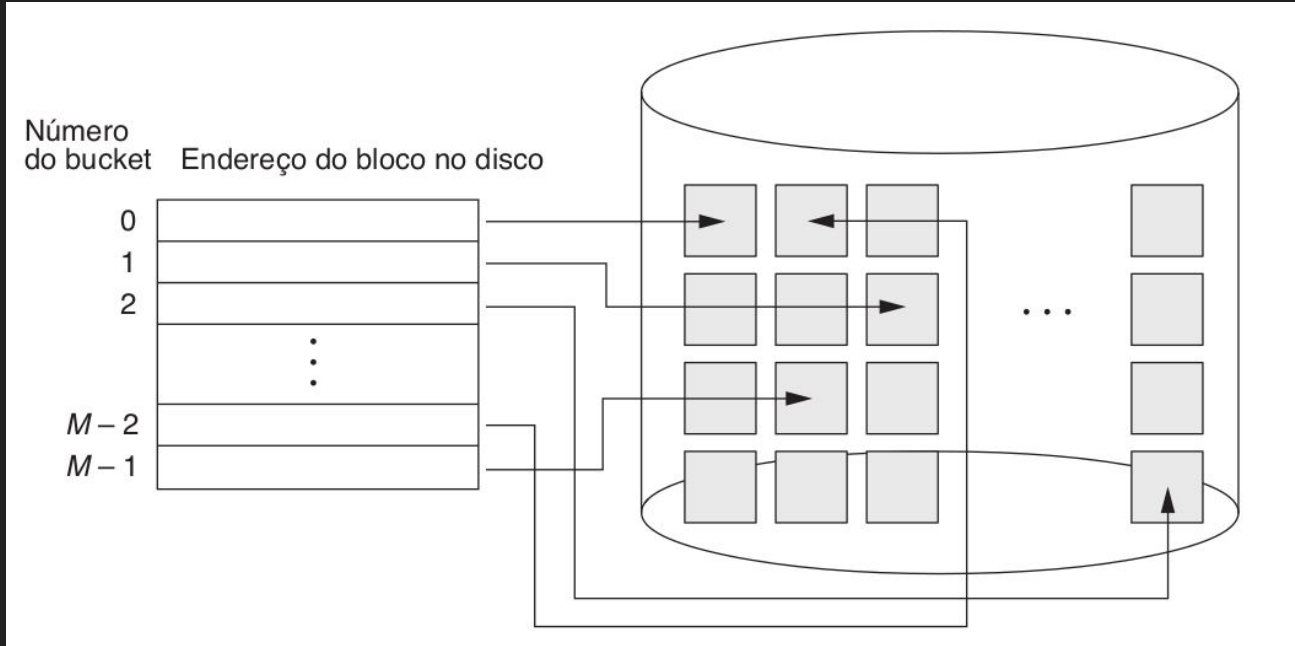 Número
do bucket Endereço do bloco no disco
0
1
2
M – 2
M – 1